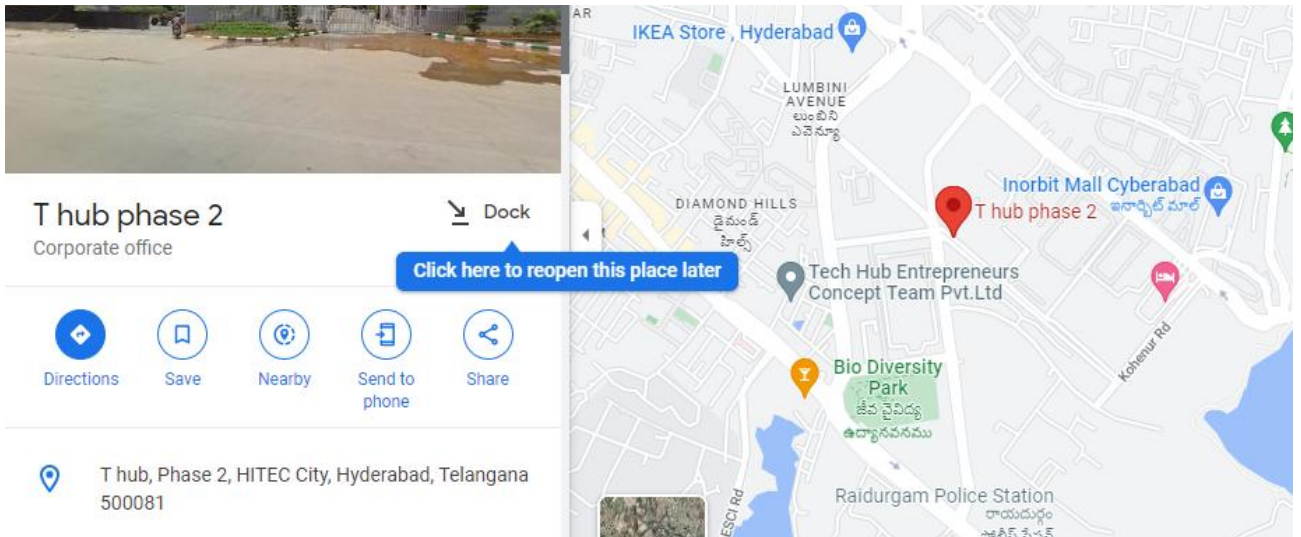 T hub phase 2
Corporate office
Dock
Click here to reopen this place later
Directions
Save
Nearby
Send to
phone
Share
T hub, Phase 2, HITEC City, Hyderabad, Telangana
500081
AR
IKEA Store , Hyderabad
LUMBINI
AVENUE
లుంబిని
ఎవెన్యూ
DIAMOND HILLS
డైమండ్
హిల్స్
Inorbit Mall Cyberabad
ఇనార్బిట్ మాల్
T hub phase 2
Tech Hub Entrepreneurs
Concept Team Pvt.Ltd
Kohenur Rd
Bio Diversity
Park
జీవ వైవిధ్య
ఉద్యానవనము
ESCI Rd
Raidurgam Police Station
రాయదుర్గం